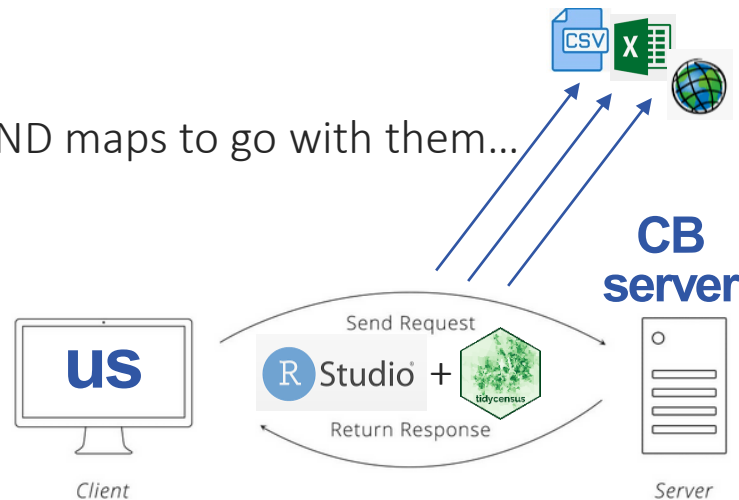 CSV
X
ND maps to go with them…
CB
server
Send Request
us
R Studio +
tidycensus
Return Response
Client
Server